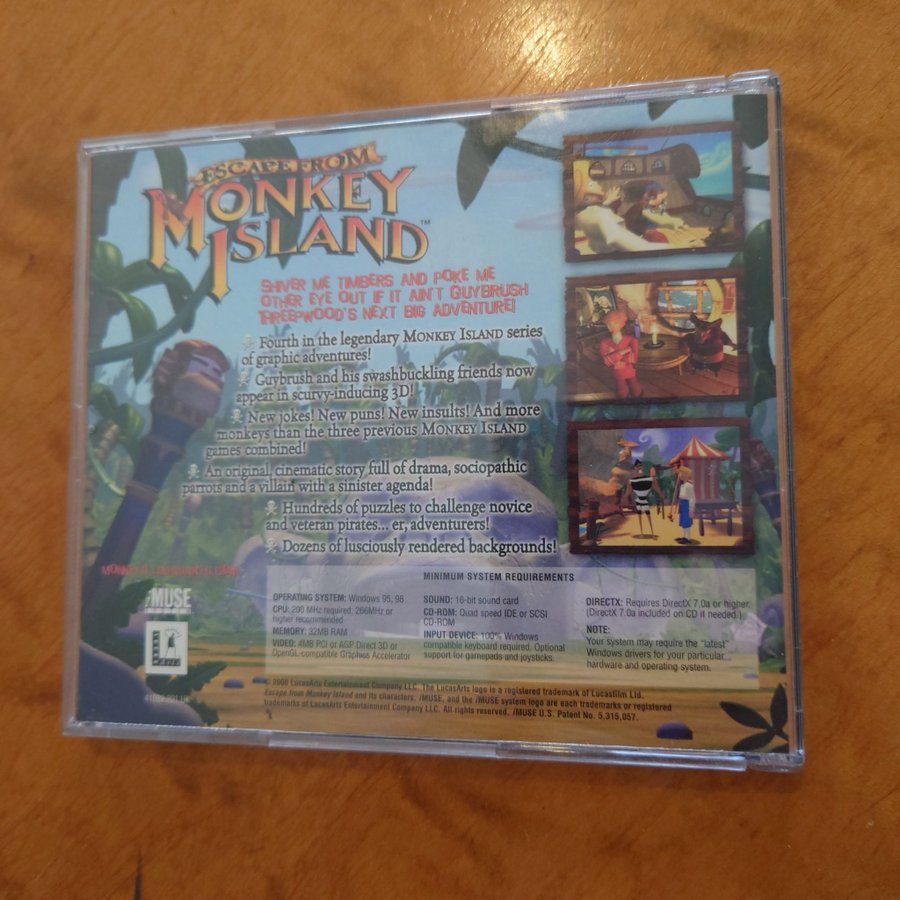 ESCAPE FROM
MONKEY
ISLAND™
SHIVER ME TIMBERS AND POKE ME
OTHER EYE OUT IF IT AIN'T GUYBRUSH
THREEPWOOD'S NEXT BIG ADVENTURE!
Fourth in the legendary MONKEY ISLAND series
of graphic adventures!
Guybrush and his swashbuckling friends now
appear in scurvy-inducing 3D!
New jokes! New puns! New insults! And more
monkeys than the three previous MONKEY ISLAND
games combined!
An original, cinematic story full of drama, sociopathic
parrots and a villain with a sinister agenda!
Hundreds of puzzles to challenge novice
and veteran pirates... er, adventurers!
Dozens of lusciously rendered backgrounds!
iMUSE
MINIMUM SYSTEM REQUIREMENTS
OPERATING SYSTEM: Windows 95, 98
CPU: 200 MHz required; 266MHz or
higher recommended
MEMORY: 32MB RAM
VIDEO: 4MB PCI or AGP Direct 3D or
OpenGL-compatible Graphics Accelerator
SOUND: 16-bit sound card
CD-ROM: Quad speed IDE or SCSI
CD-ROM
INPUT DEVICE: 100% Windows
compatible keyboard required. Optional
support for gamepads and joysticks.
DIRECTX: Requires DirectX 7.0a or higher.
(DirectX 7.0a included on CD if needed.)
NOTE:
Your system may require the "latest"
Windows drivers for your particular
hardware and operating system.
© 2000 LucasArts Entertainment Company LLC. The LucasArts logo is a registered trademark of Lucasfilm Ltd.
Escape from Monkey Island and its characters, iMUSE, and the iMUSE system logo are each trademarks or registered
trademarks of LucasArts Entertainment Company LLC. All rights reserved. iMUSE U.S. Patent No. 5,315,057.